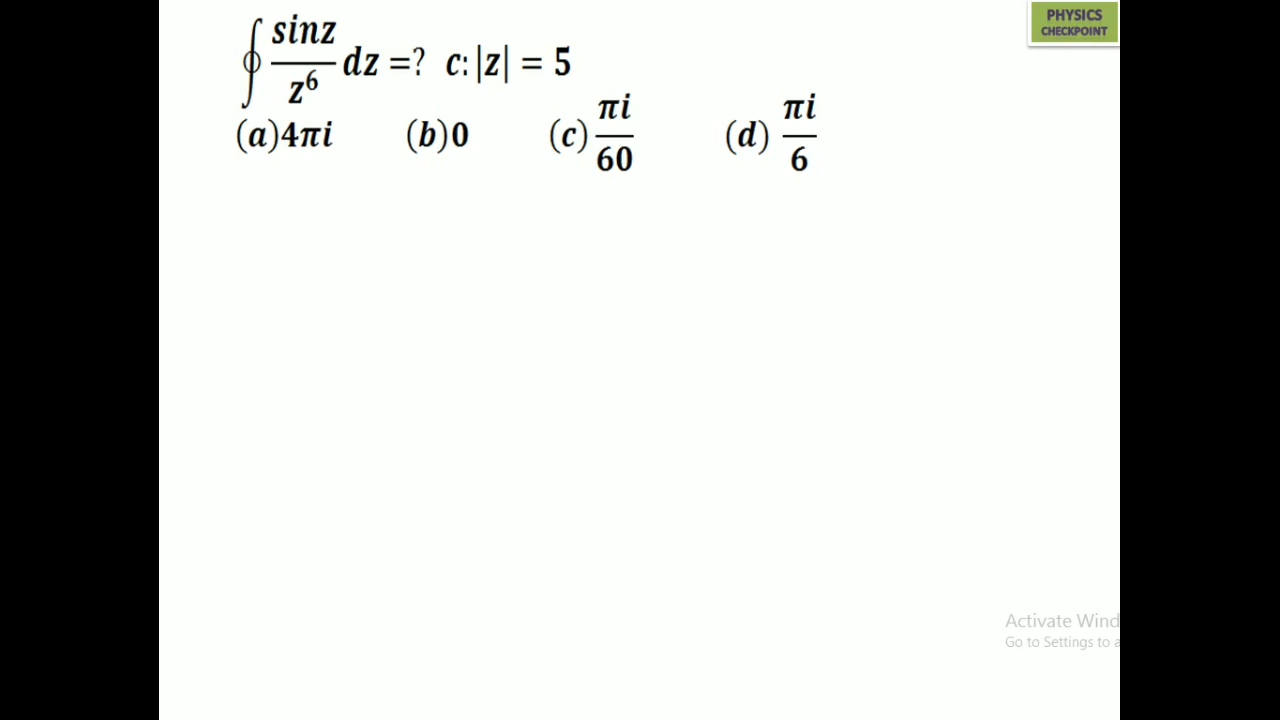 PHYSICS
CHECKPOINT
∮ sinz/z⁶ dz =? c: |z| = 5
(a)4πi (b)0 (c) πi/60 (d) πi/6
Activate Wind
Go to Settings to a